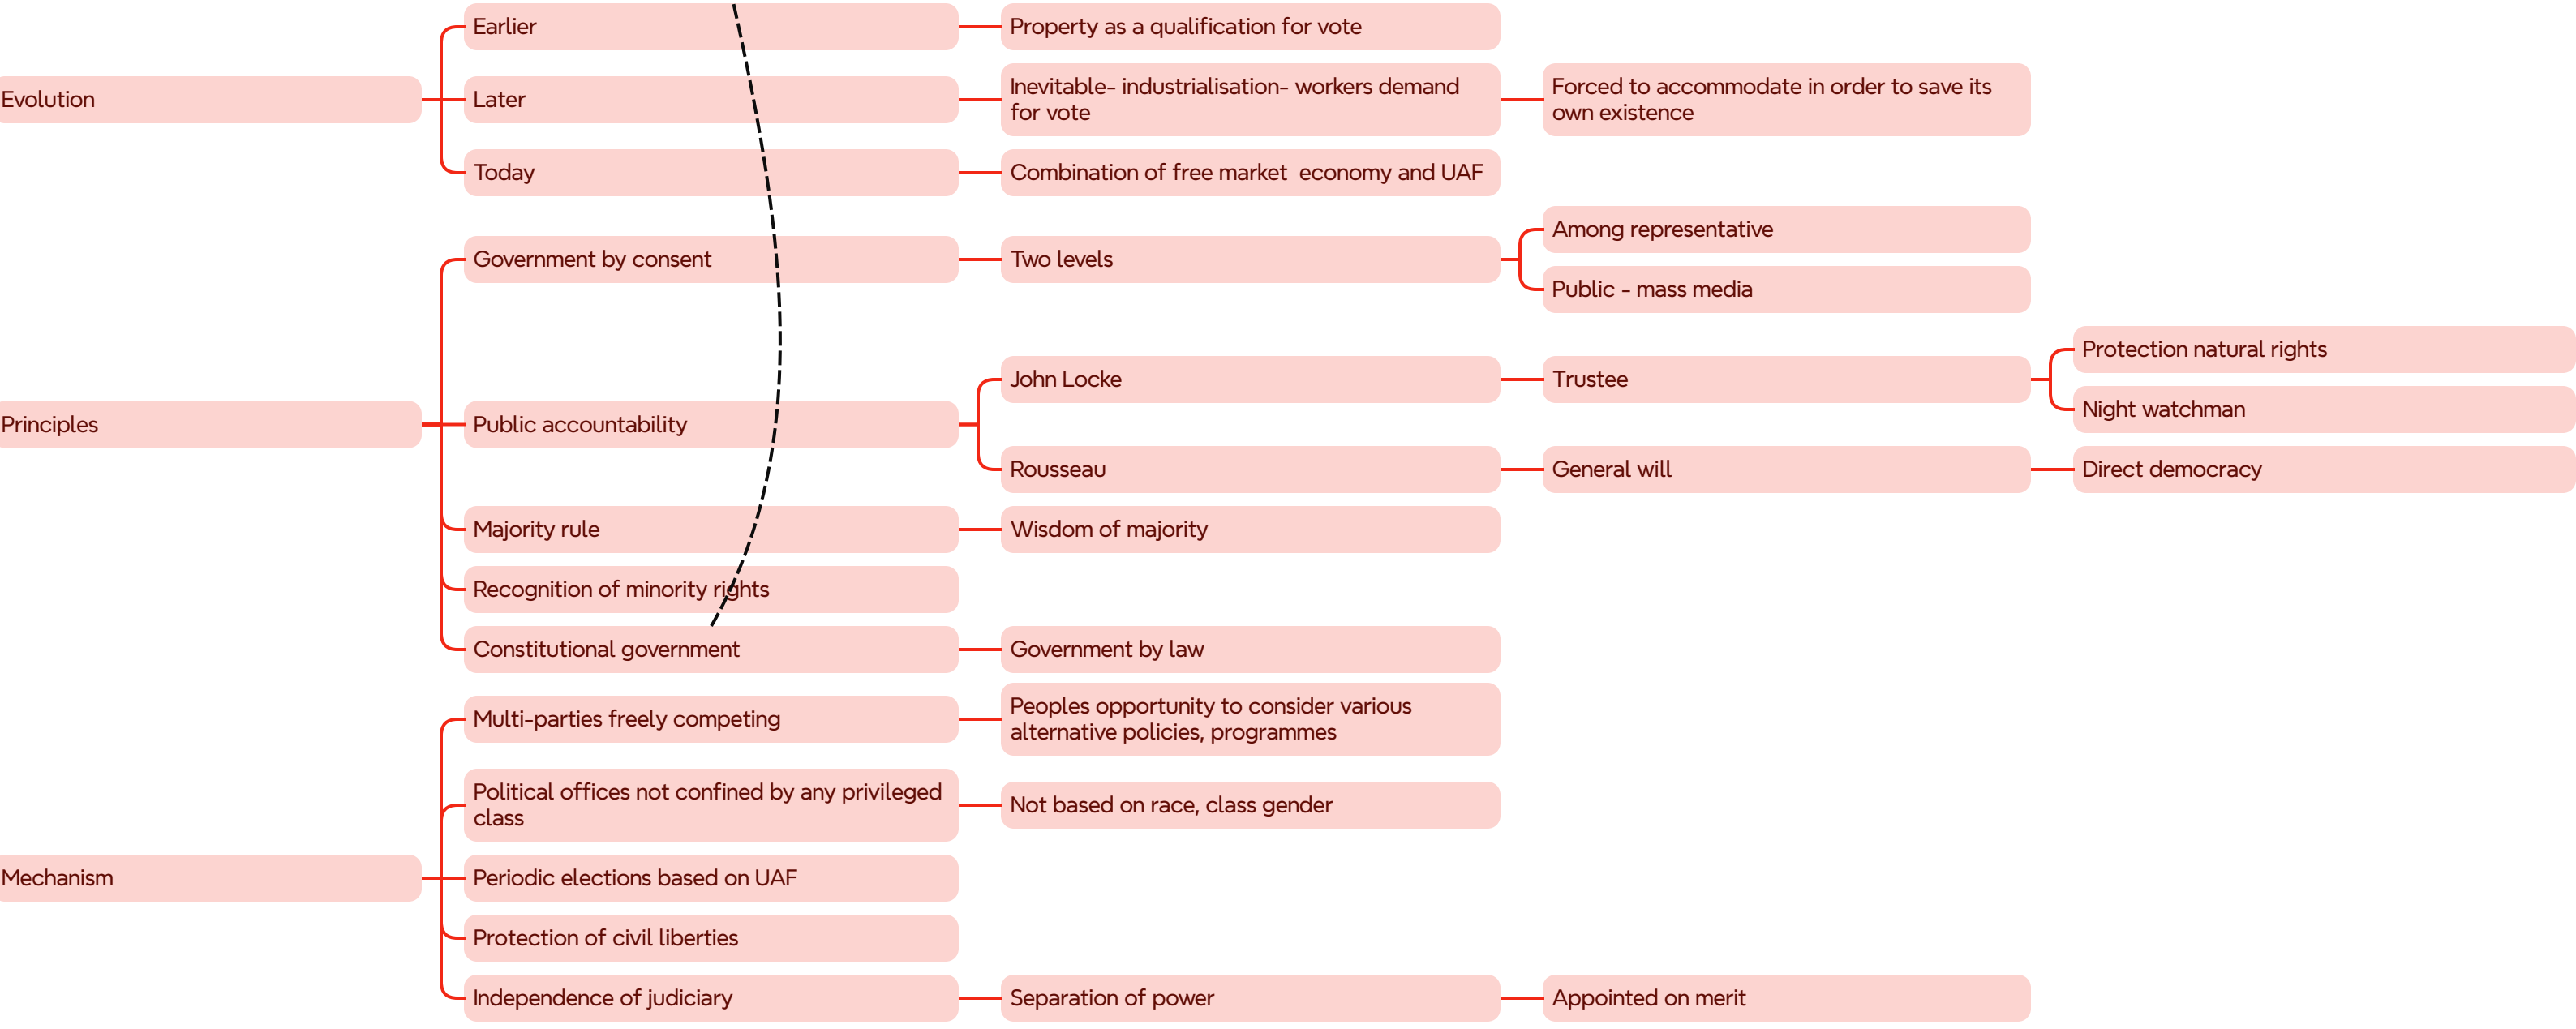 Evolution
Earlier
Property as a qualification for vote
Later
Inevitable- industrialisation- workers demand
for vote
Forced to accommodate in order to save its
own existence
Today
Combination of free market  economy and UAF
Principles
Government by consent
Two levels
Among representative
Public - mass media
Public accountability
John Locke
Trustee
Protection natural rights
Night watchman
Rousseau
General will
Direct democracy
Majority rule
Wisdom of majority
Recognition of minority rights
Constitutional government
Government by law
Mechanism
Multi-parties freely competing
Peoples opportunity to consider various
alternative policies, programmes
Political offices not confined by any privileged
class
Not based on race, class gender
Periodic elections based on UAF
Protection of civil liberties
Independence of judiciary
Separation of power
Appointed on merit